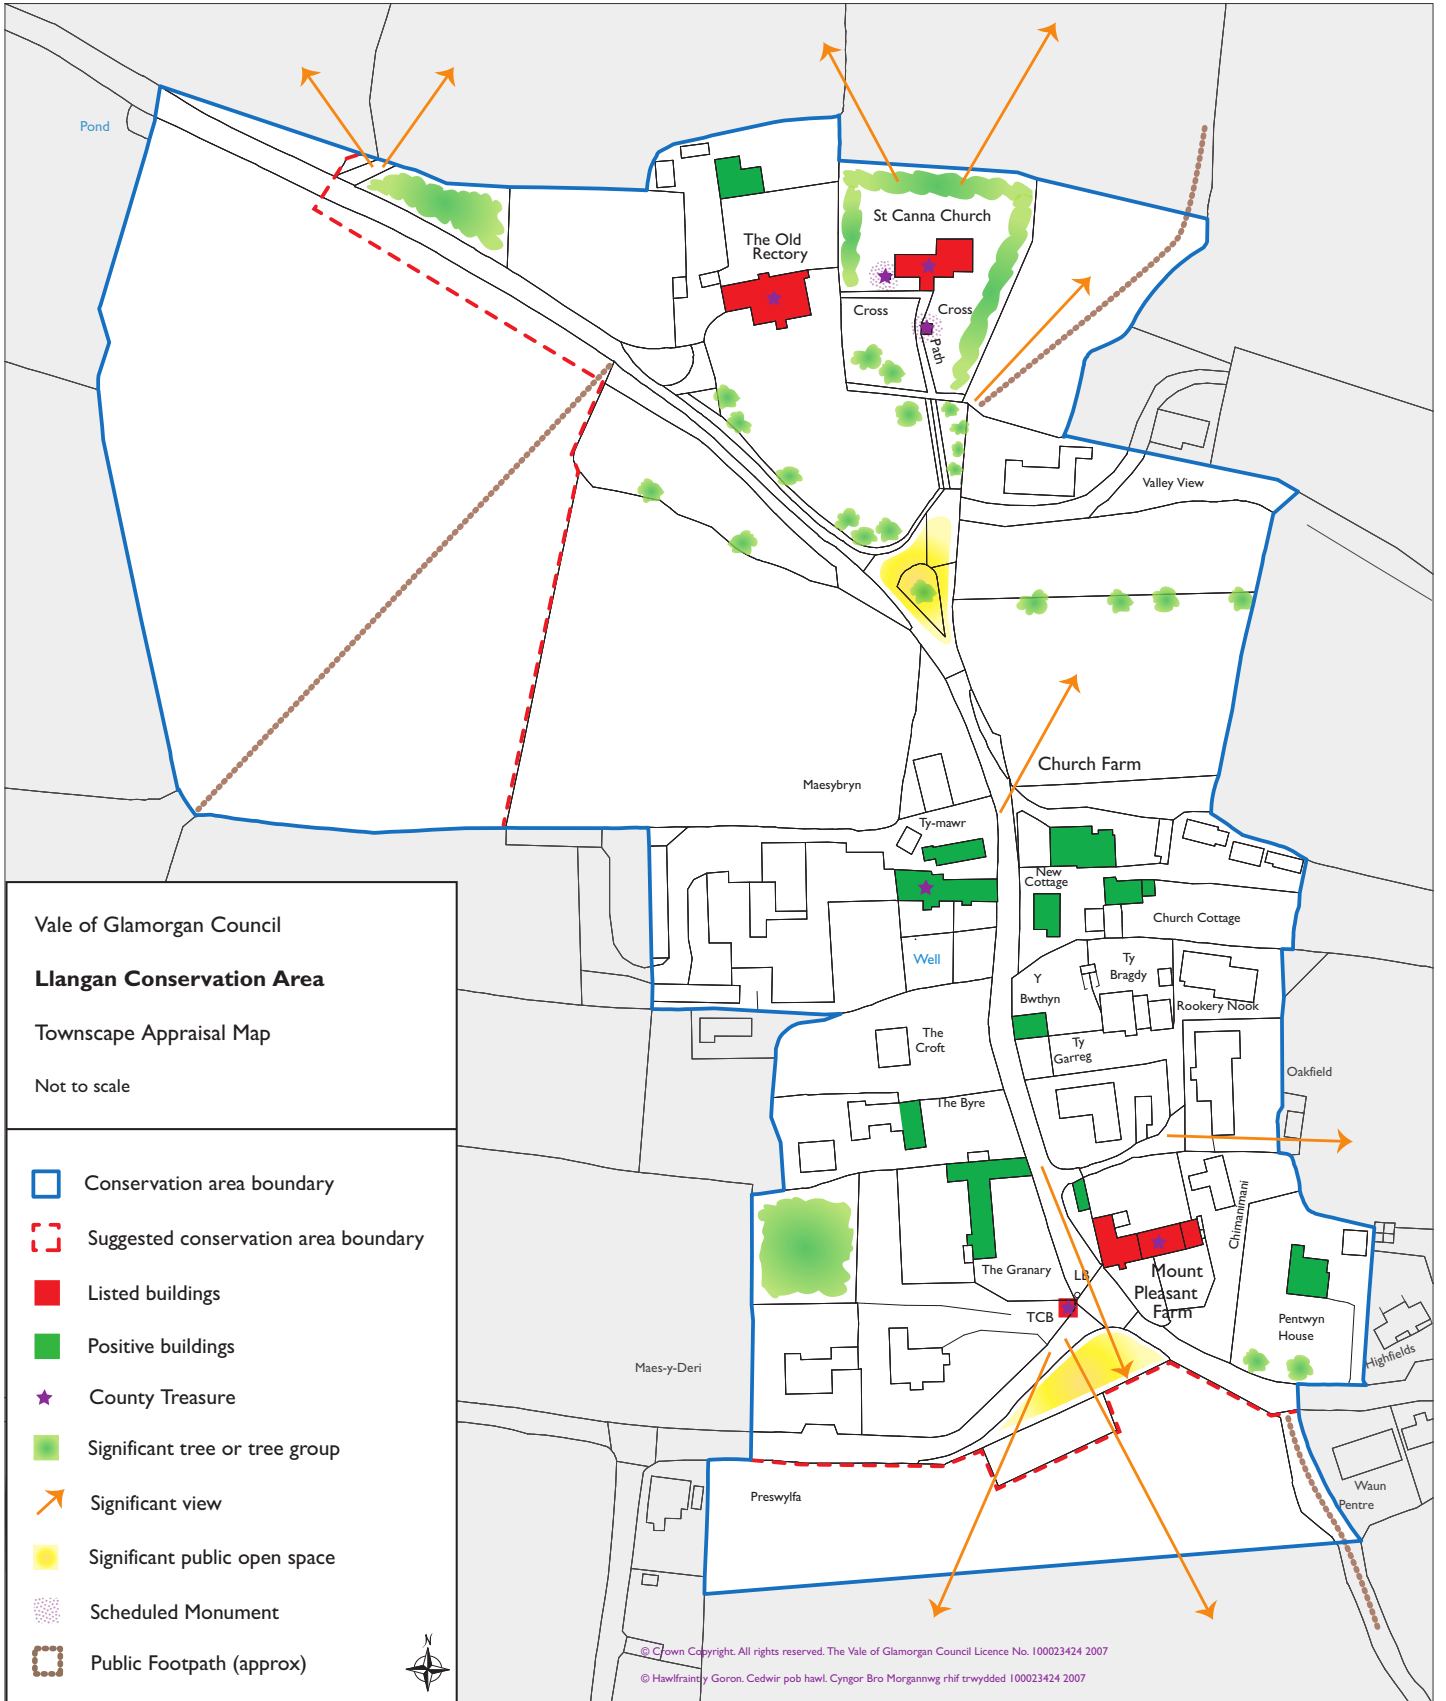 Pond
St Canna Church
The Old
Rectory
Cross
Cross
Path
Valley View
Church Farm
Maesybryn
Ty-mawr
New
Cottage
Church Cottage
Well
Ty
Bragdy
Y
Bwthyn
Rookery Nook
The
Croft
Ty
Garreg
Oakfield
The Byre
Chimanimani
The Granary
LB
Mount
Pleasant
Farm
TCB
Pentwyn
House
Highfields
Maes-y-Deri
Waun
Pentre
Preswylfa
Vale of Glamorgan Council
Llangan Conservation Area
Townscape Appraisal Map
Not to scale
Conservation area boundary
Suggested conservation area boundary
Listed buildings
Positive buildings
County Treasure
Significant tree or tree group
Significant view
Significant public open space
Scheduled Monument
Public Footpath (approx)
N
© Crown Copyright. All rights reserved. The Vale of Glamorgan Council Licence No. 100023424 2007
© Hawlfraint y Goron. Cedwir pob hawl. Cyngor Bro Morgannwg rhif trwydded 100023424 2007